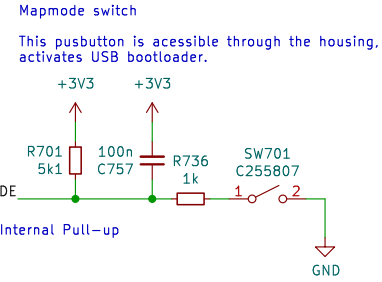 Mapmode switch
This pusbutton is acessible through the housing,
activates USB bootloader.
+3V3 +3V3
R701 100n R736 SW701
5k1 C757 1k C255807
DE 1 2
Internal Pull-up
GND